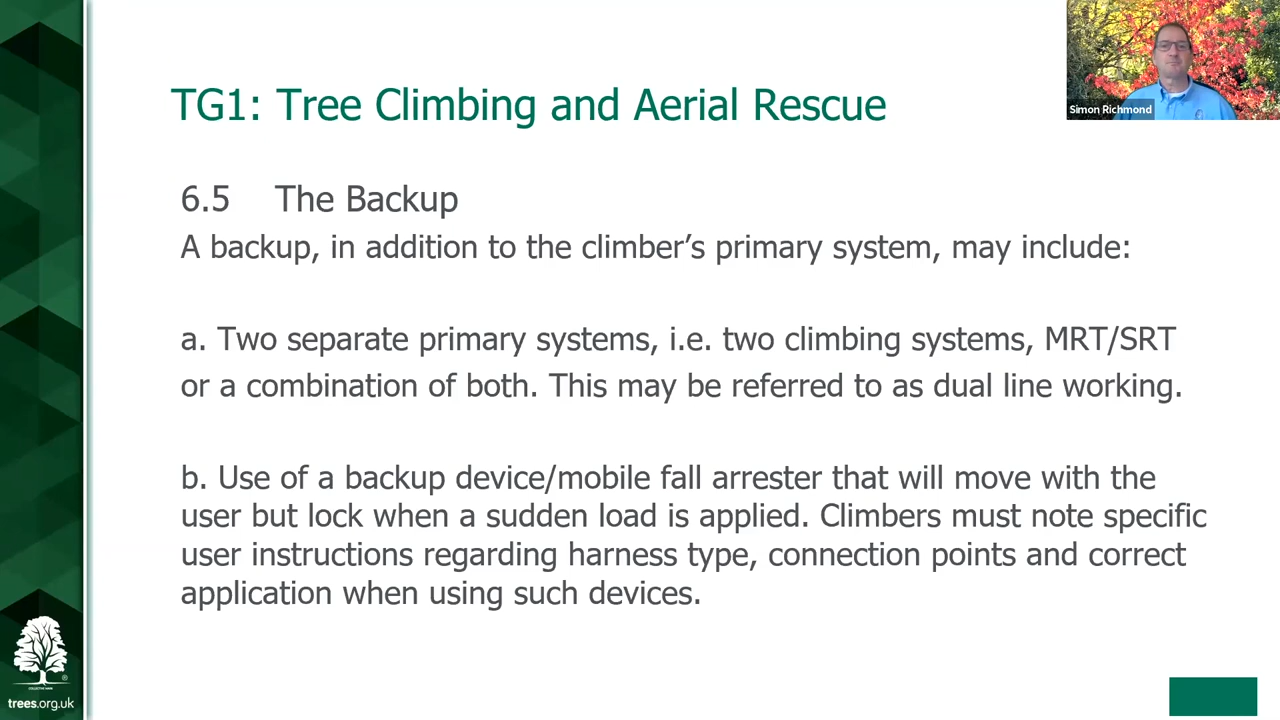 TG1: Tree Climbing and Aerial Rescue
Simon Richmond
6.5 The Backup
A backup, in addition to the climber’s primary system, may include:
a. Two separate primary systems, i.e. two climbing systems, MRT/SRT
or a combination of both. This may be referred to as dual line working.
b. Use of a backup device/mobile fall arrester that will move with the
user but lock when a sudden load is applied. Climbers must note specific
user instructions regarding harness type, connection points and correct
application when using such devices.
®
COLLECTIVE MARK
trees.org.uk